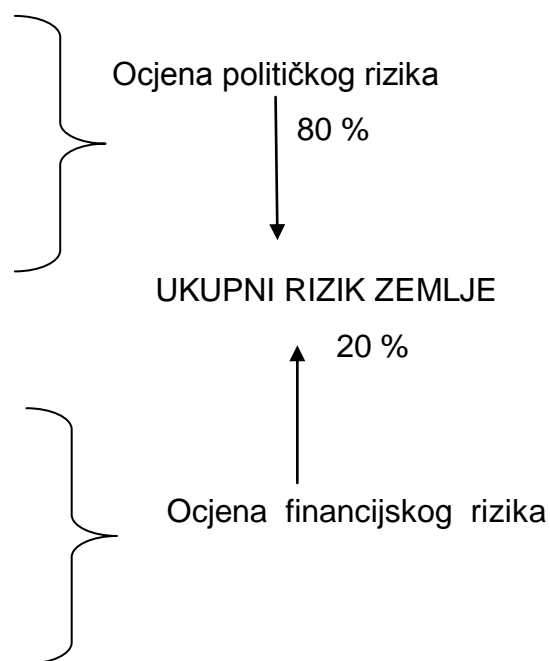 Ocjena političkog rizika
80 %
UKUPNI RIZIK ZEMLJE
20 %
Ocjena financijskog rizika